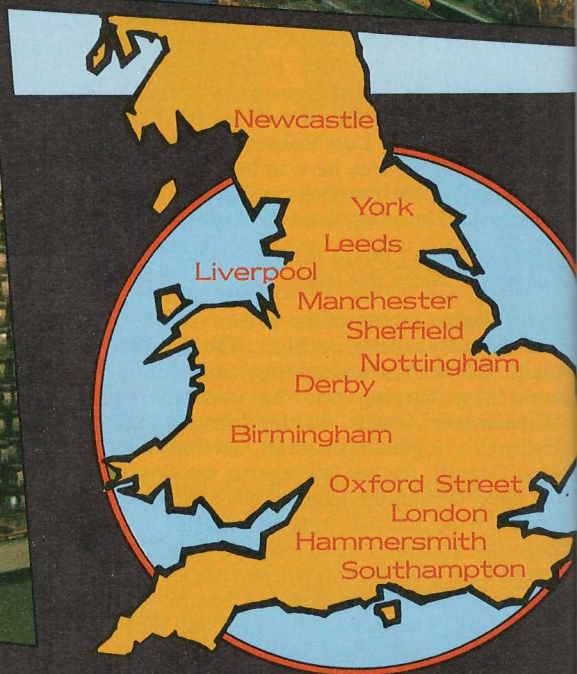 Newcastle
York
Leeds
Liverpool
Manchester
Sheffield
Nottingham
Derby
Birmingham
Oxford Street
London
Hammersmith
Southampton